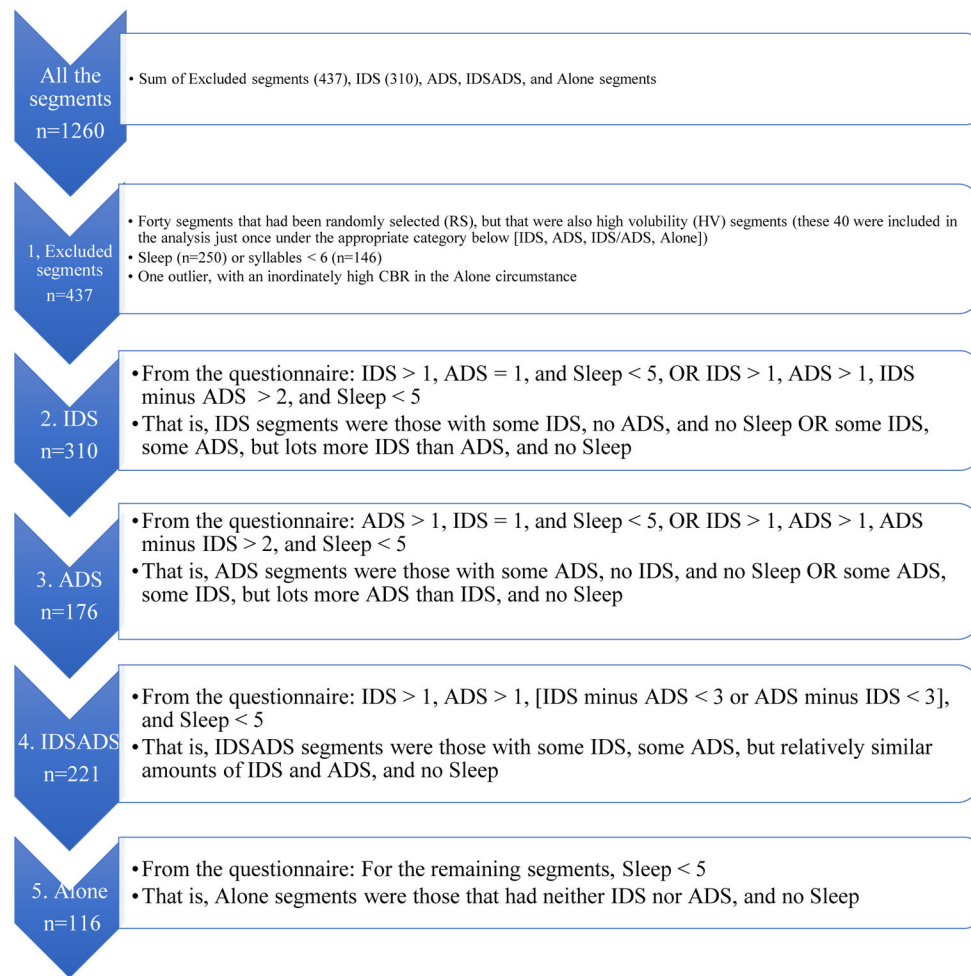 All the
segments
n=1260
• Sum of Excluded segments (437), IDS (310), ADS, IDSADS, and Alone segments
1, Excluded
segments
n=437
• Forty segments that had been randomly selected (RS), but that were also high volubility (HV) segments (these 40 were included in
the analysis just once under the appropriate category below [IDS, ADS, IDS/ADS, Alone])
• Sleep (n=250) or syllables < 6 (n=146)
• One outlier, with an inordinately high CBR in the Alone circumstance
2. IDS
n=310
•From the questionnaire: IDS > 1, ADS = 1, and Sleep < 5, OR IDS > 1, ADS > 1, IDS
minus ADS > 2, and Sleep < 5
•That is, IDS segments were those with some IDS, no ADS, and no Sleep OR some IDS,
some ADS, but lots more IDS than ADS, and no Sleep
3. ADS
n=176
•From the questionnaire: ADS > 1, IDS = 1, and Sleep < 5, OR IDS > 1, ADS > 1, ADS
minus IDS > 2, and Sleep < 5
•That is, ADS segments were those with some ADS, no IDS, and no Sleep OR some ADS,
some IDS, but lots more ADS than IDS, and no Sleep
4. IDSADS
n=221
•From the questionnaire: IDS > 1, ADS > 1, [IDS minus ADS < 3 or ADS minus IDS < 3],
and Sleep < 5
•That is, IDSADS segments were those with some IDS, some ADS, but relatively similar
amounts of IDS and ADS, and no Sleep
5. Alone
n=116
•From the questionnaire: For the remaining segments, Sleep < 5
•That is, Alone segments were those that had neither IDS nor ADS, and no Sleep